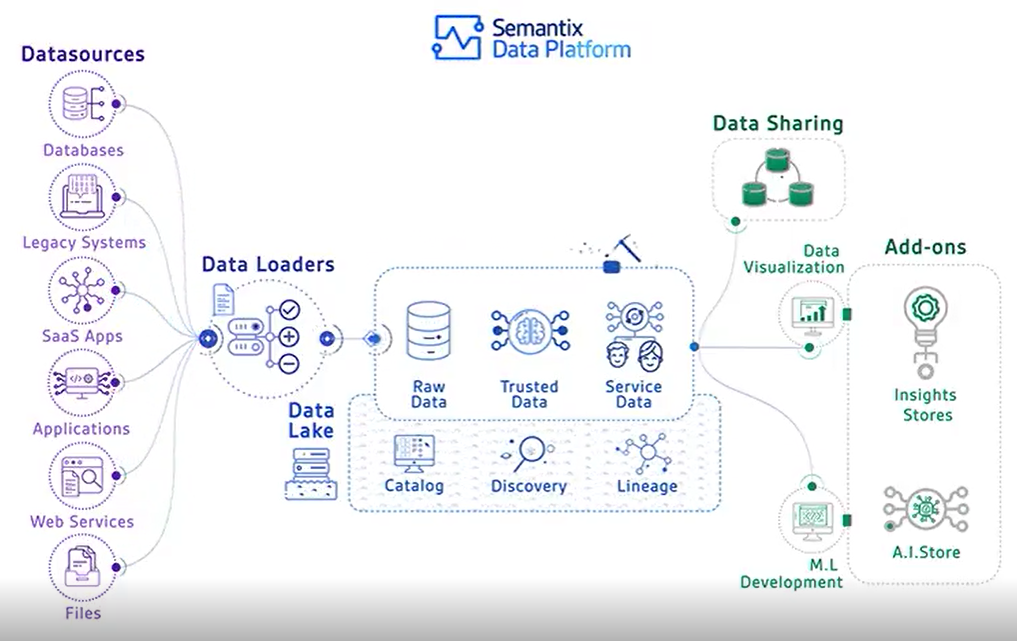 Semantix
Data Platform
Datasources
Databases
Legacy Systems
SaaS Apps
Applications
Web Services
Files
Data Loaders
Data
Lake
Raw
Data
Trusted
Data
Service
Data
Catalog
Discovery
Lineage
Data Sharing
Data
Visualization
M.L
Development
Add-ons
Insights
Stores
A.I.Store